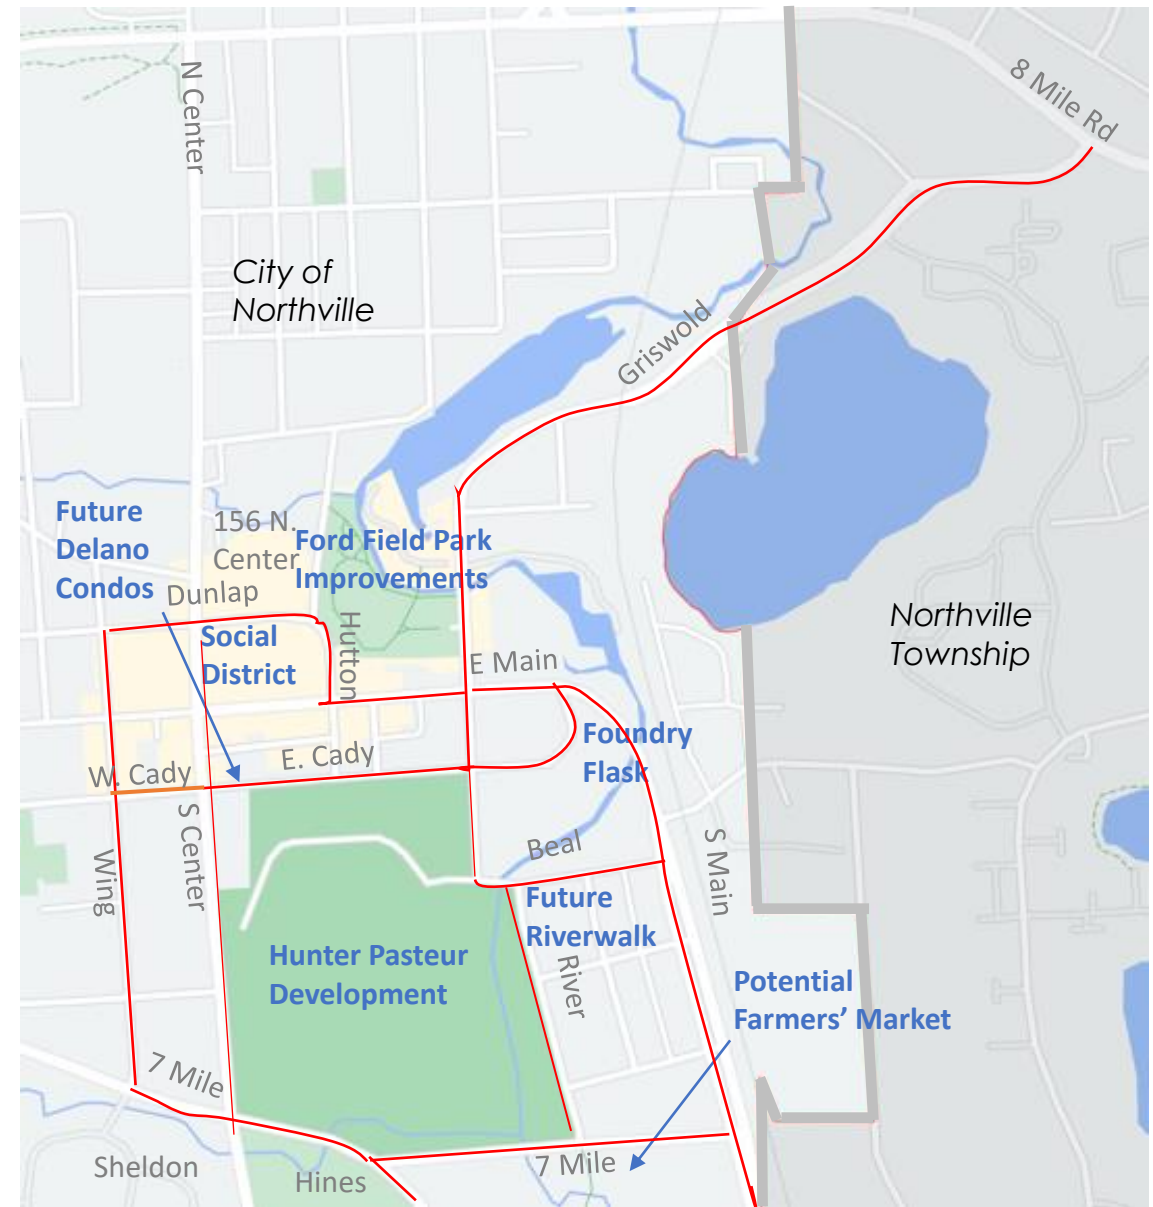 8 Mile Rd
N Center
City of
Northville
Griswold
Future
Delano
Condos
156 N.
Center
Ford Field Park
Improvements
Dunlap
Social
District
Hutton
E Main
Northville
Township
Foundry
Flask
E. Cady
W. Cady
S Center
Beal
S Main
Wing
Future
Riverwalk
Hunter Pasteur
Development
River
Potential
Farmers’ Market
7 Mile
7 Mile
Sheldon
Hines